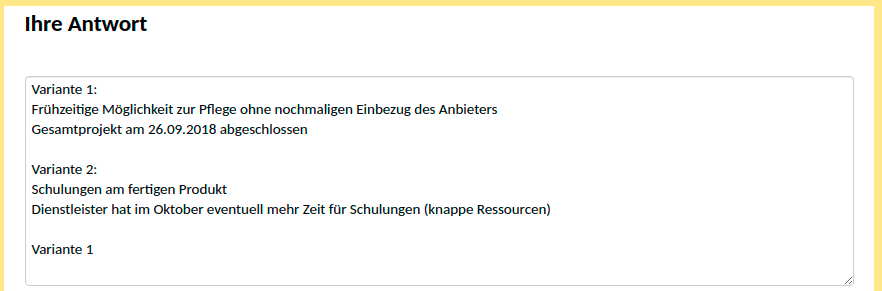 Ihre Antwort
Variante 1:
Frühzeitige Möglichkeit zur Pflege ohne nochmaligen Einbezug des Anbieters
Gesamtprojekt am 26.09.2018 abgeschlossen
Variante 2:
Schulungen am fertigen Produkt
Dienstleister hat im Oktober eventuell mehr Zeit für Schulungen (knappe Ressourcen)
Variante 1